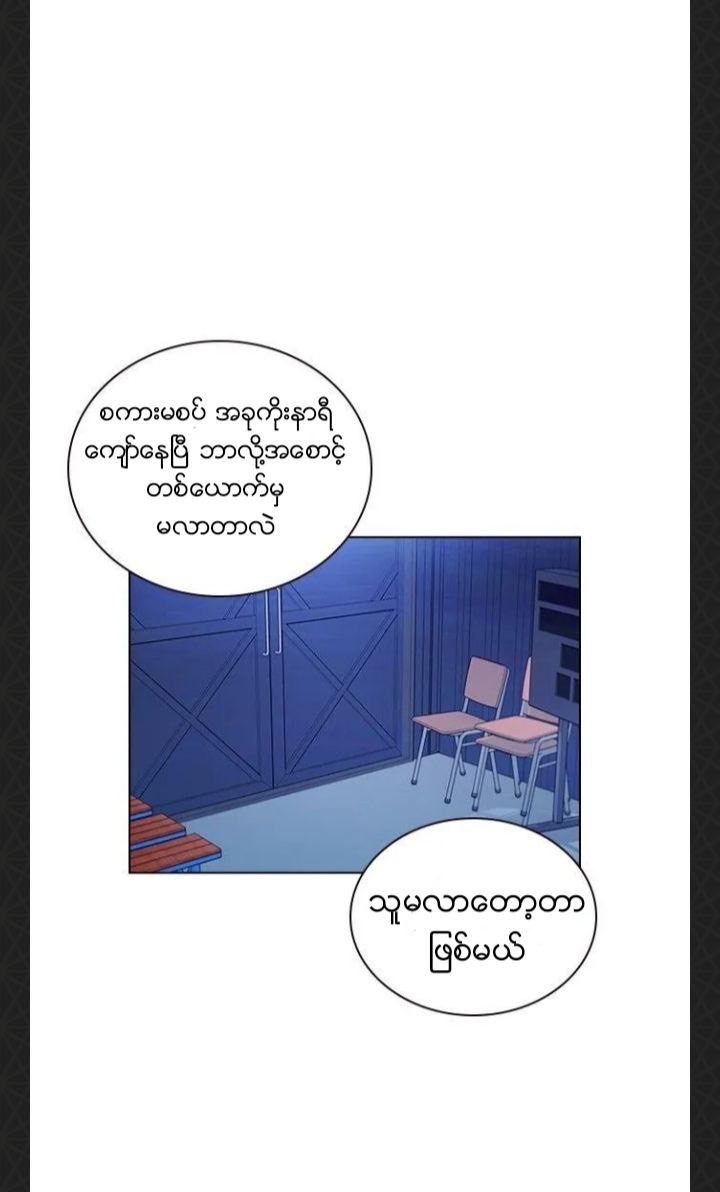 စကားမစပ် အခုကိုးနာရီ
ကျော်နေပြီ ဘာလို့အစောင့်
တစ်ယောက်မှ
မလာတာလဲ
သူမလာတော့တာ
ဖြစ်မယ်